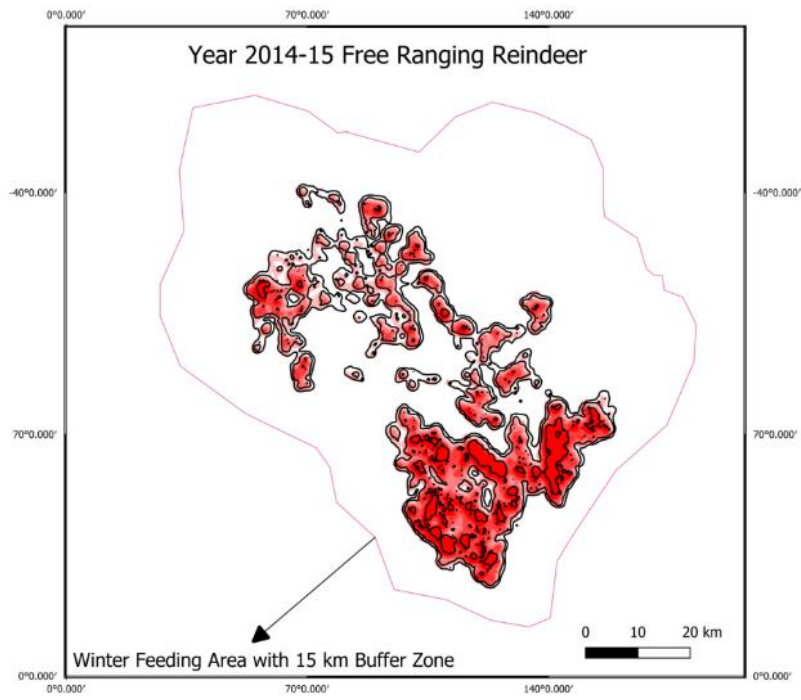 0°0.000′ 70°0.000′ 140°0.000′
Year 2014-15 Free Ranging Reindeer
-40°0.000′ -40°0.000′
70°0.000′ 70°0.000′
0 10 20 km
Winter Feeding Area with 15 km Buffer Zone
0°0.000′ 0°0.000′
0°0.000′ 70°0.000′ 140°0.000′